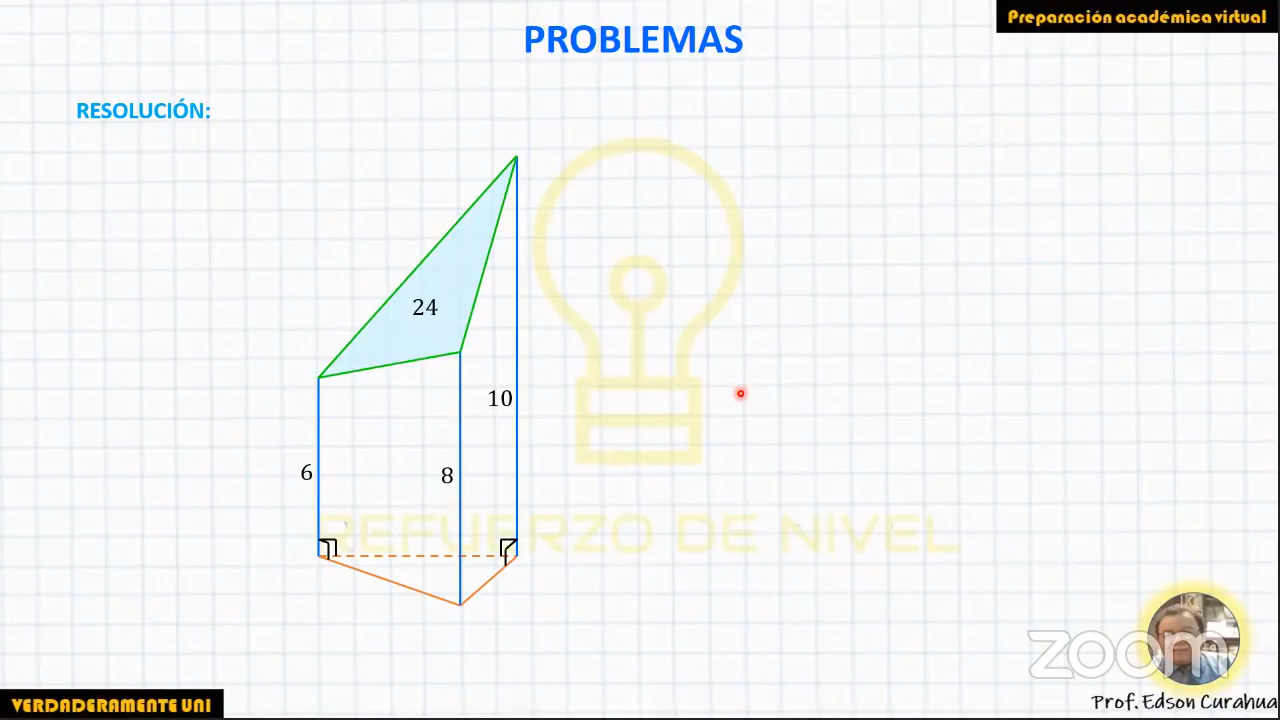 Preparación académica virtual
PROBLEMAS
RESOLUCIÓN:
24
10
6
8
REFUERZO DE NIVEL
zoom
VERDADERAMENTE UNI
Prof. Edson Curahua